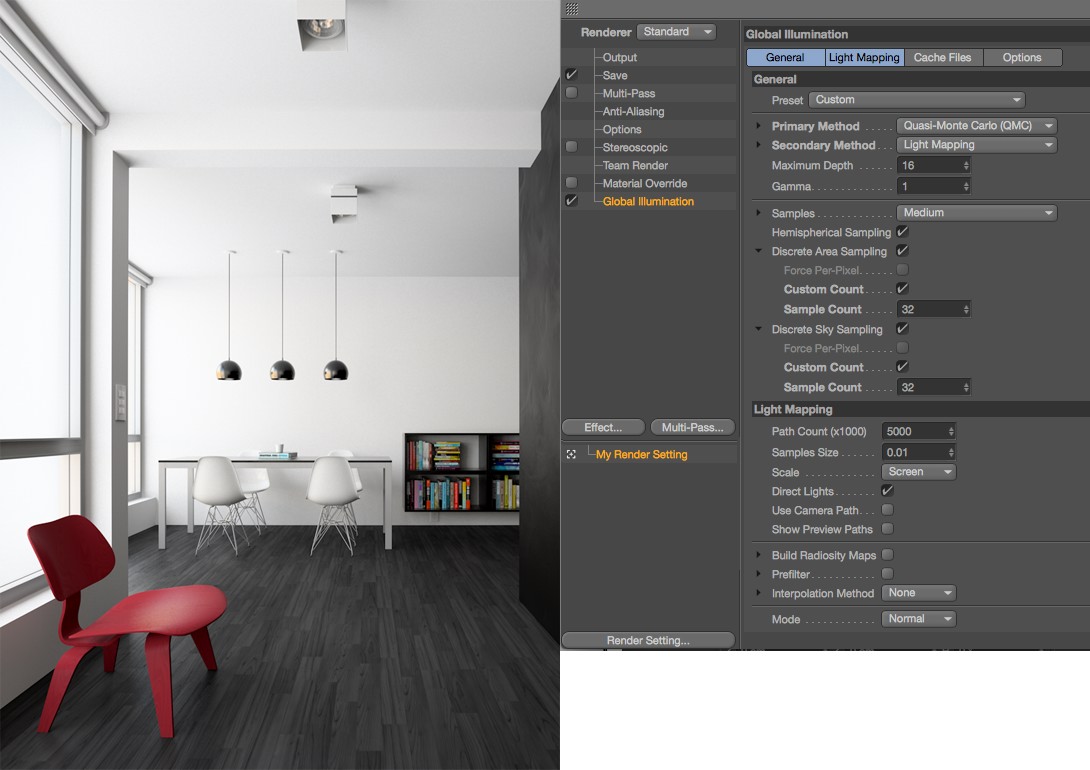 Renderer Standard
Output
Save
Multi-Pass
Anti-Aliasing
Options
Stereoscopic
Team Render
Material Override
Global Illumination
Effect...
Multi-Pass...
My Render Setting
Render Setting...
Global Illumination
General Light Mapping Cache Files Options
General
Preset Custom
Primary Method Quasi-Monte Carlo (QMC)
Secondary Method Light Mapping
Maximum Depth 16
Gamma 1
Samples Medium
Hemispherical Sampling
Discrete Area Sampling
Force Per-Pixel
Custom Count
Sample Count 32
Discrete Sky Sampling
Force Per-Pixel
Custom Count
Sample Count 32
Light Mapping
Path Count (x1000) 5000
Samples Size 0.01
Scale Screen
Direct Lights
Use Camera Path
Show Preview Paths
Build Radiosity Maps
Prefilter
Interpolation Method None
Mode Normal